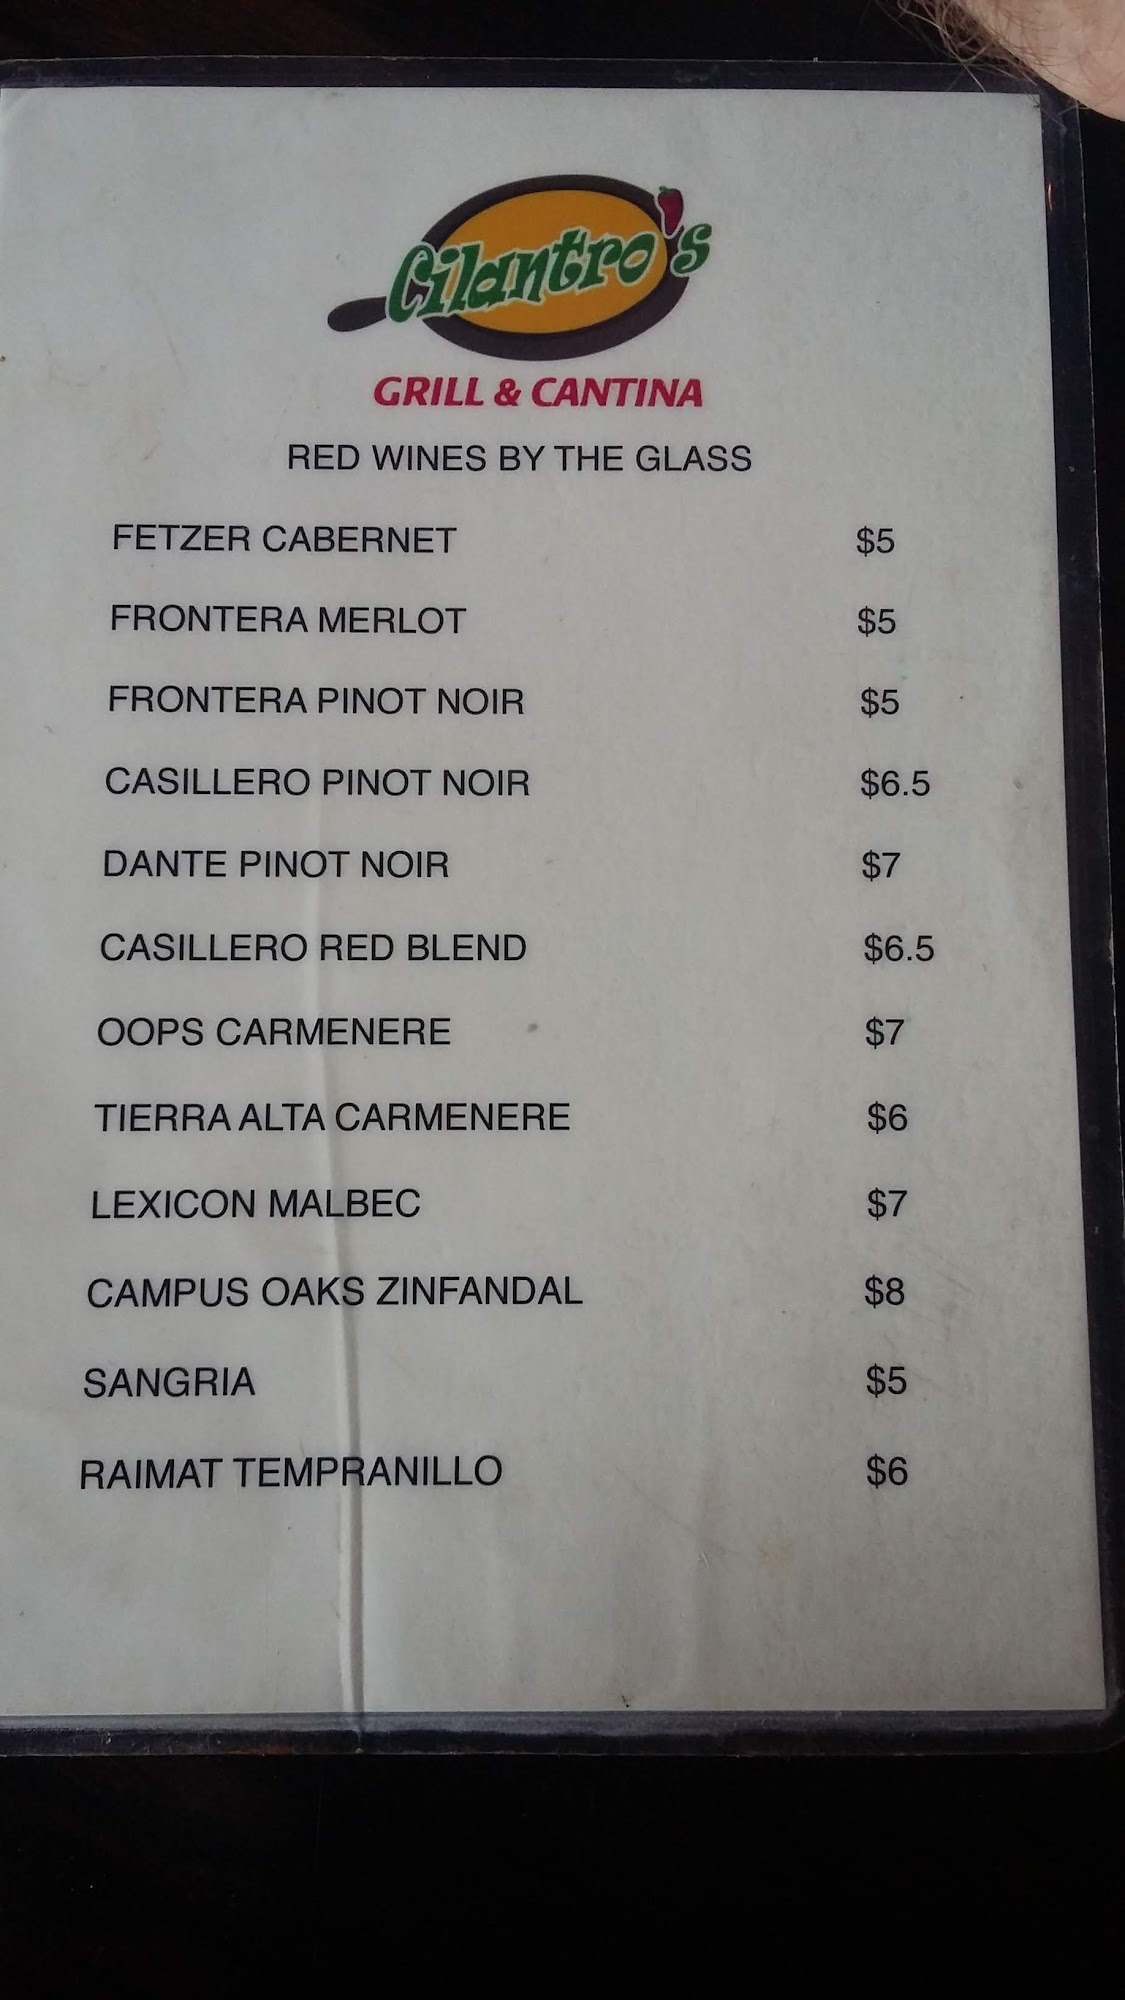 Cilantro's
GRILL & CANTINA
RED WINES BY THE GLASS
FETZER CABERNET $5
FRONTERA MERLOT $5
FRONTERA PINOT NOIR $5
CASILLERO PINOT NOIR $6.5
DANTE PINOT NOIR $7
CASILLERO RED BLEND $6.5
OOPS CARMENERE $7
TIERRA ALTA CARMENERE $6
LEXICON MALBEC $7
CAMPUS OAKS ZINFANDAL $8
SANGRIA $5
RAIMAT TEMPRANILLO $6